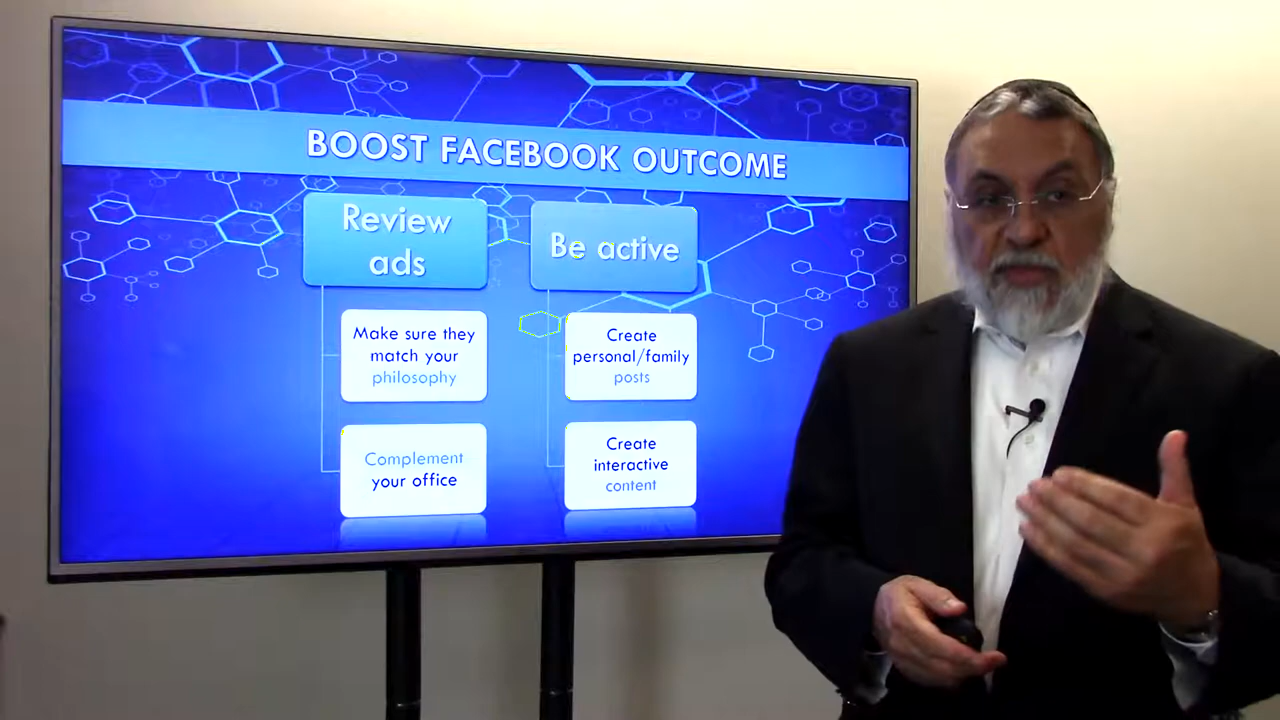 BOOST FACEBOOK OUTCOME
Review
ads
Make sure they
match your
philosophy
Complement
your office
Be active
Create
personal/family
posts
Create
interactive
content